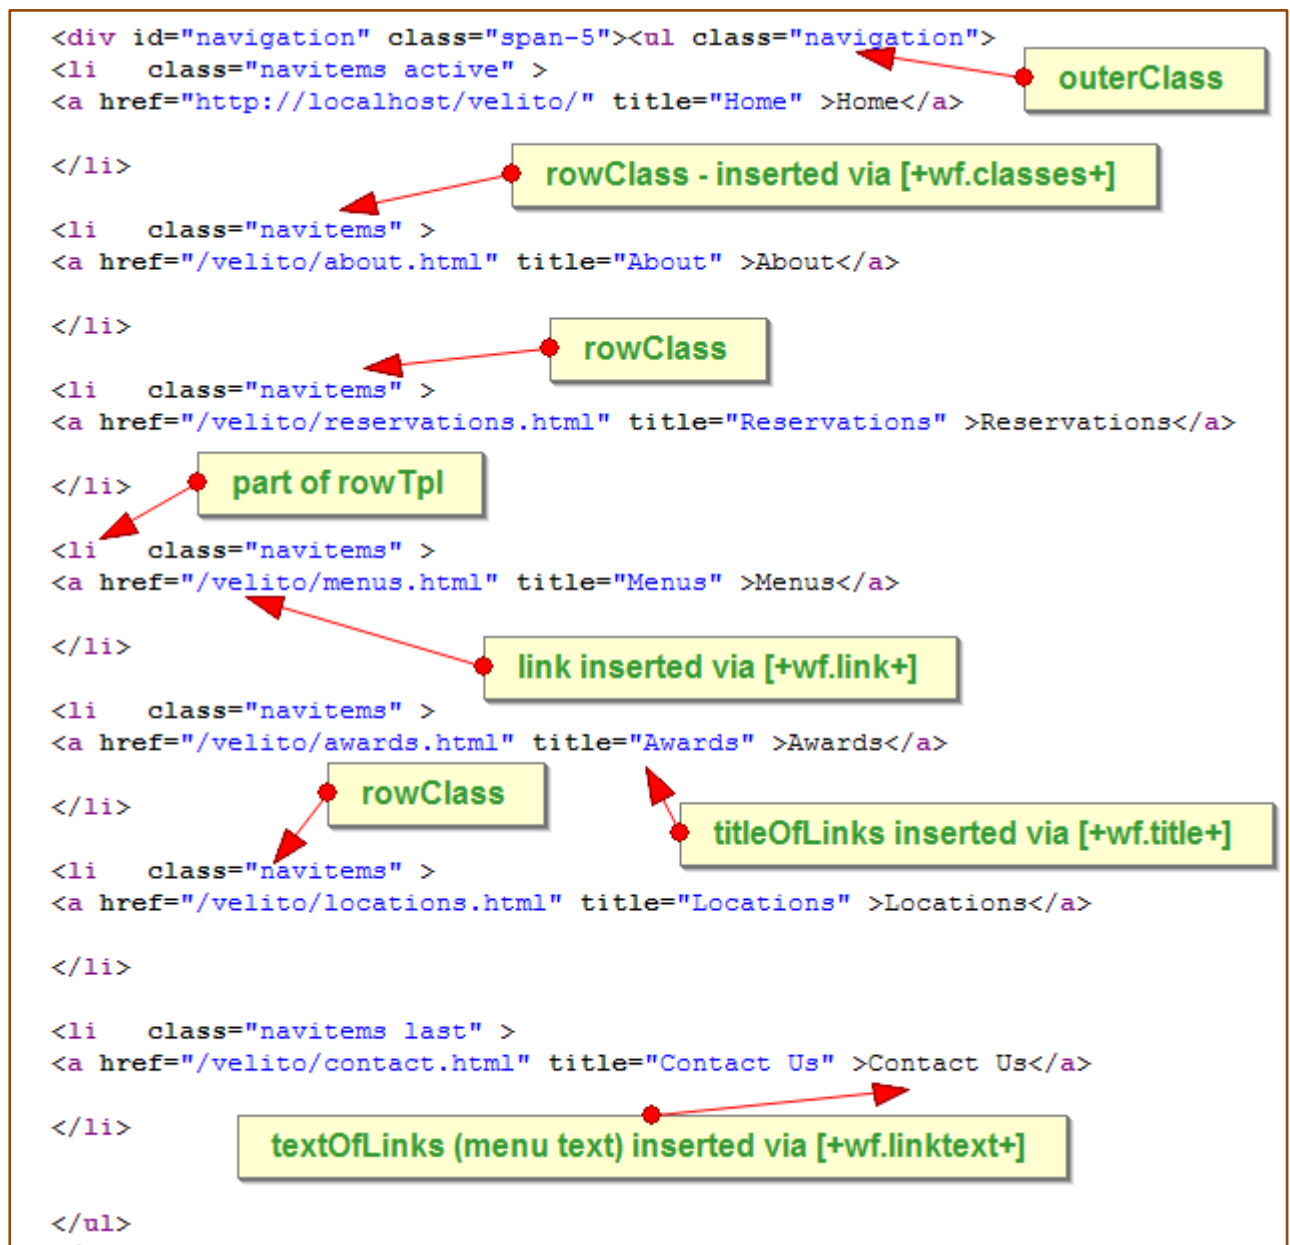 <div id="navigation" class="span-5"><ul class="navigation">
<li   class="navitems active" >
outerClass
<a href="http://localhost/velito/" title="Home" >Home</a>
</li>
rowClass - inserted via [+wf.classes+]
<li   class="navitems" >
<a href="/velito/about.html" title="About" >About</a>
</li>
rowClass
<li   class="navitems" >
<a href="/velito/reservations.html" title="Reservations" >Reservations</a>
</li>
part of rowTpl
<li   class="navitems" >
<a href="/velito/menus.html" title="Menus" >Menus</a>
</li>
link inserted via [+wf.link+]
<li   class="navitems" >
<a href="/velito/awards.html" title="Awards" >Awards</a>
rowClass
</li>
titleOfLinks inserted via [+wf.title+]
<li   class="navitems" >
<a href="/velito/locations.html" title="Locations" >Locations</a>
</li>
<li   class="navitems last" >
<a href="/velito/contact.html" title="Contact Us" >Contact Us</a>
</li>
textOfLinks (menu text) inserted via [+wf.linktext+]
</ul>